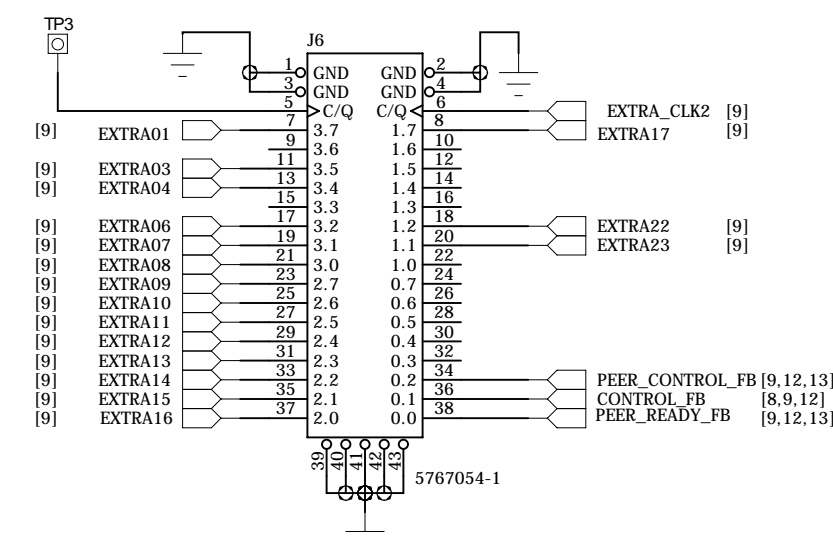 TP3
J6
1 GND GND 2
3 GND GND 4
5 C/Q C/Q 6 EXTRA_CLK2 [9]
[9] EXTRA01 7 3.7 1.7 8 EXTRA17 [9]
9 3.6 1.6 10
[9] EXTRA03 11 3.5 1.5 12
[9] EXTRA04 13 3.4 1.4 14
15 3.3 1.3 16
[9] EXTRA06 17 3.2 1.2 18 EXTRA22 [9]
[9] EXTRA07 19 3.1 1.1 20 EXTRA23 [9]
[9] EXTRA08 21 3.0 1.0 22
[9] EXTRA09 23 2.7 0.7 24
[9] EXTRA10 25 2.6 0.6 26
[9] EXTRA11 27 2.5 0.5 28
[9] EXTRA12 29 2.4 0.4 30
[9] EXTRA13 31 2.3 0.3 32
[9] EXTRA14 33 2.2 0.2 34 PEER_CONTROL_FB [9,12,13]
[9] EXTRA15 35 2.1 0.1 36 CONTROL_FB [8,9,12]
[9] EXTRA16 37 2.0 0.0 38 PEER_READY_FB [9,12,13]
39 40 41 42 43
5767054-1